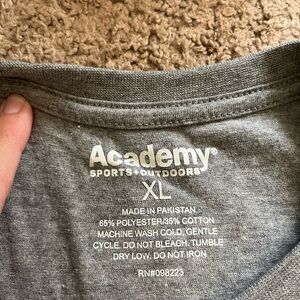 Academy®
SPORTS+OUTDOORS
XL
MADE IN PAKISTAN
65% POLYESTER/35% COTTON
MACHINE WASH COLD, GENTLE
CYCLE. DO NOT BLEACH. TUMBLE
DRY LOW. DO NOT IRON
RN#098223